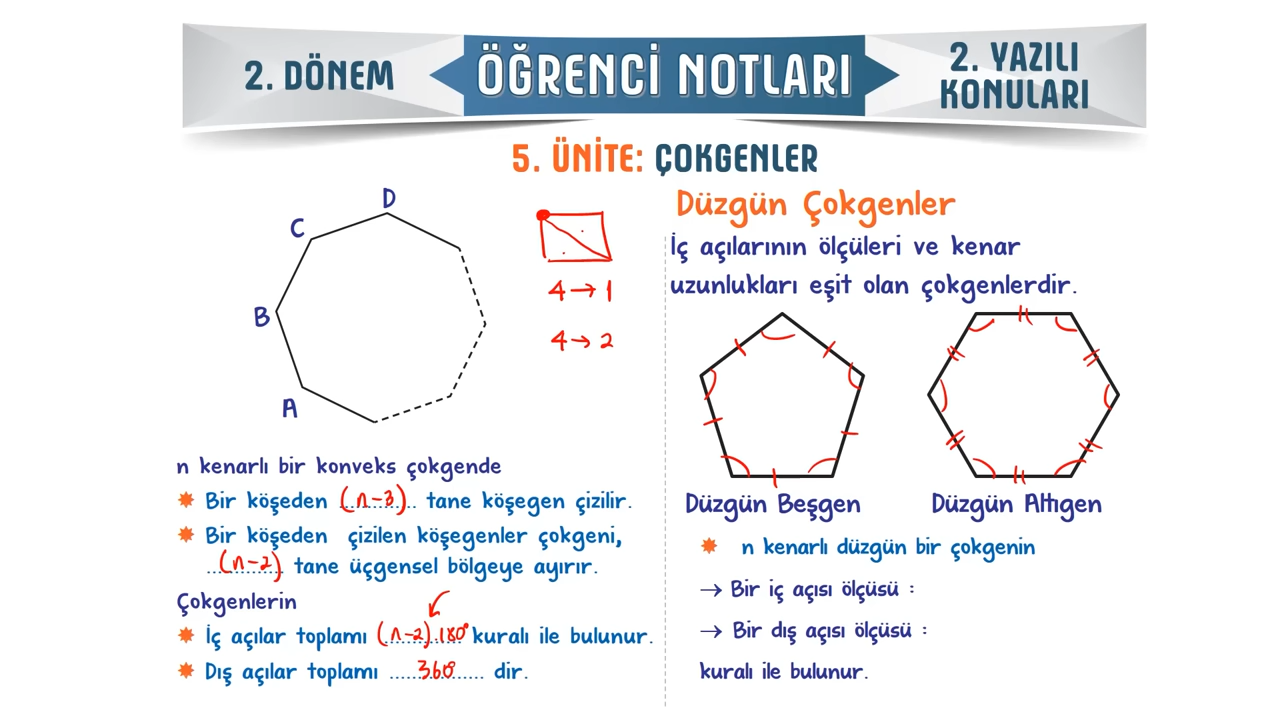 2. DÖNEM
ÖĞRENCİ NOTLARI
2. YAZILI
KONULARI
5. ÜNİTE: ÇOKGENLER
D
C
B
A
4→1
4→2
n kenarlı bir konveks çokgende
Bir köşeden (n-3) tane köşegen çizilir.
Bir köşeden çizilen köşegenler çokgeni,
(n-2) tane üçgensel bölgeye ayırır.
Çokgenlerin
İç açılar toplamı (n-2).180° kuralı ile bulunur.
Dış açılar toplamı 360° dir.
Düzgün Çokgenler
İç açılarının ölçüleri ve kenar
uzunlukları eşit olan çokgenlerdir.
Düzgün Beşgen
Düzgün Altıgen
n kenarlı düzgün bir çokgenin
→ Bir iç açısı ölçüsü :
→ Bir dış açısı ölçüsü :
kuralı ile bulunur.